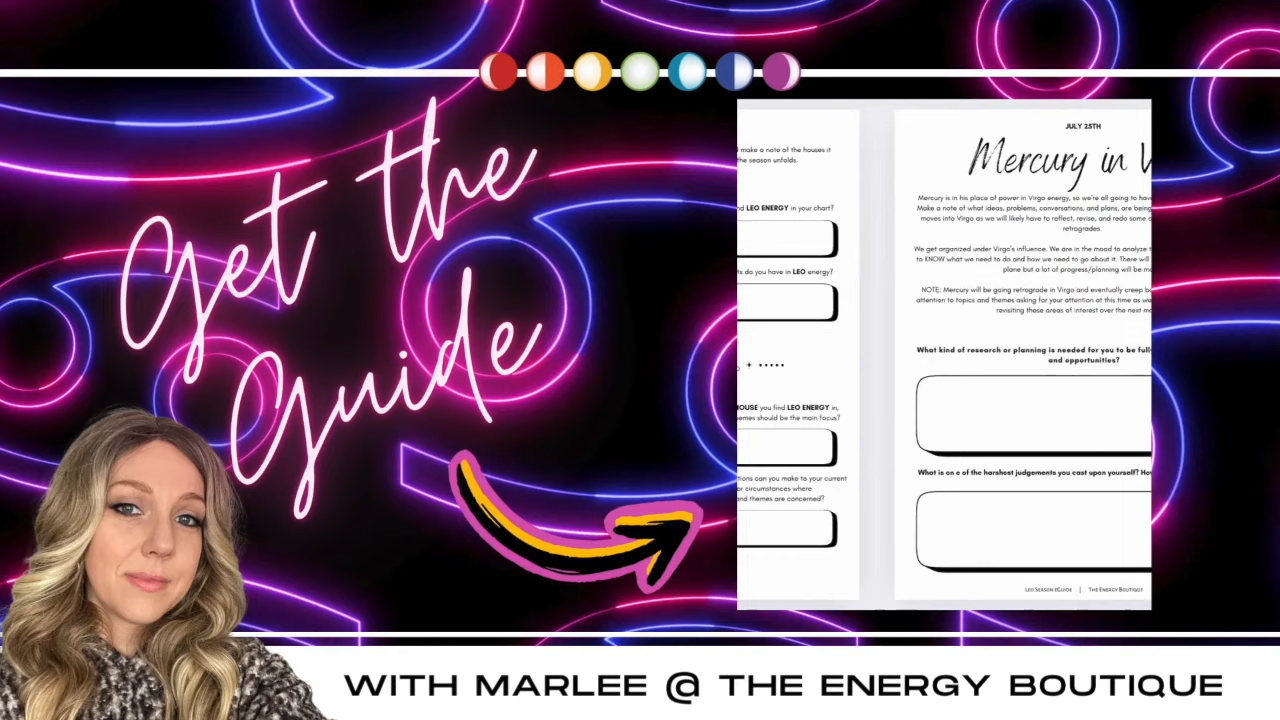 Get the
Guide
make a note of the houses it
the season unfolds.
LEO ENERGY in your chart?
do you have in LEO energy?
HOUSE you find LEO ENERGY in,
should be the main focus?
can you make to your current
or circumstances where
and themes are concerned?
JULY 25TH
Mercury in V
Mercury is in his place of power in Virgo energy, so we're all going to
Make a note of what ideas, problems, conversations, and plans, are being
moves into Virgo as we will likely have to reflect, revise, and redo some
retrogrades.
We get organized under Virgo's influence. We are in the mood to analyze
to KNOW what we need to do and how we need to go about it. There will
plane but a lot of progress/planning will be
NOTE: Mercury will be going retrograde in Virgo and eventually creep
attention to topics and themes asking for your attention at this time as we
revisiting these areas of interest over the next
What kind of research or planning is needed for you to be
and opportunities?
What is on e of the harshest judgements you cast upon yourself?
LEO SEASON EGUIDE | THE ENERGY BOUTIQUE
WITH MARLEE @ THE ENERGY BOUTIQUE